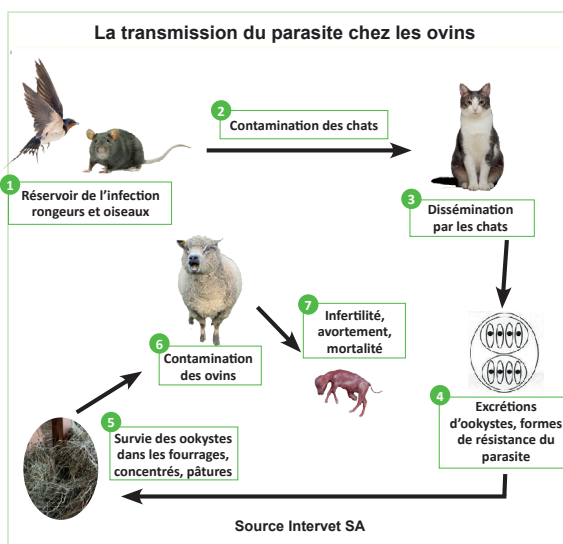 La transmission du parasite chez les ovins
1
Réservoir de l'infection
rongeurs et oiseaux
2
Contamination des chats
3
Dissémination
par les chats
4
Excrétions
d'ookystes, formes
de résistance du
parasite
5
Survie des ookystes
dans les fourrages,
concentrés, pâtures
6
Contamination
des ovins
7
Infertilité,
avortement,
mortalité
Source Intervet SA